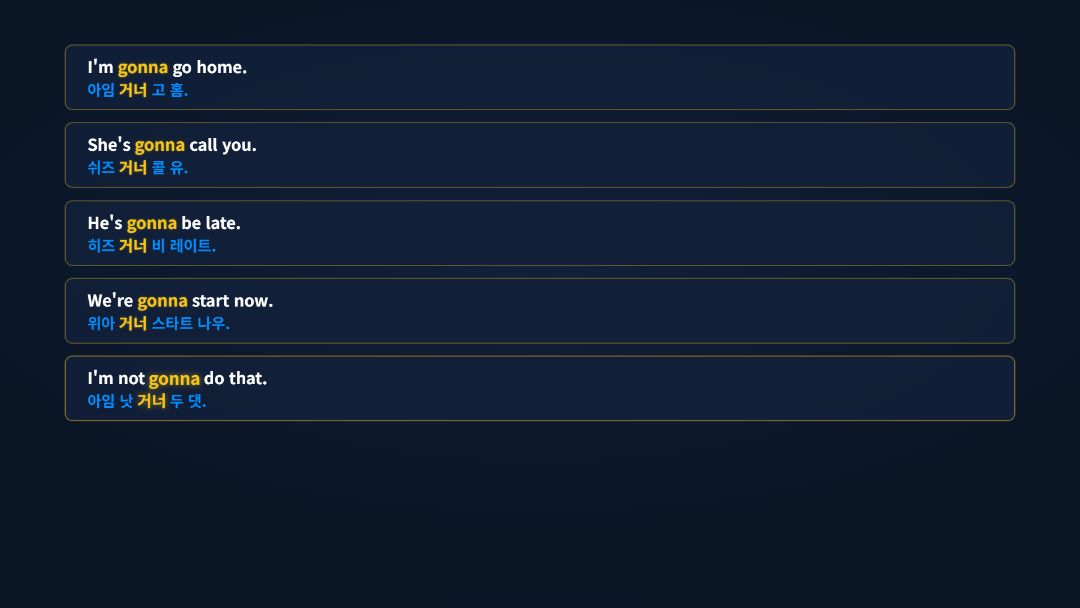 I'm gonna go home.
아임 거너 고 홈.
She's gonna call you.
쉬즈 거너 콜 유.
He's gonna be late.
히즈 거너 비 레이트.
We're gonna start now.
위아 거너 스타트 나우.
I'm not gonna do that.
아임 낫 거너 두 댓.